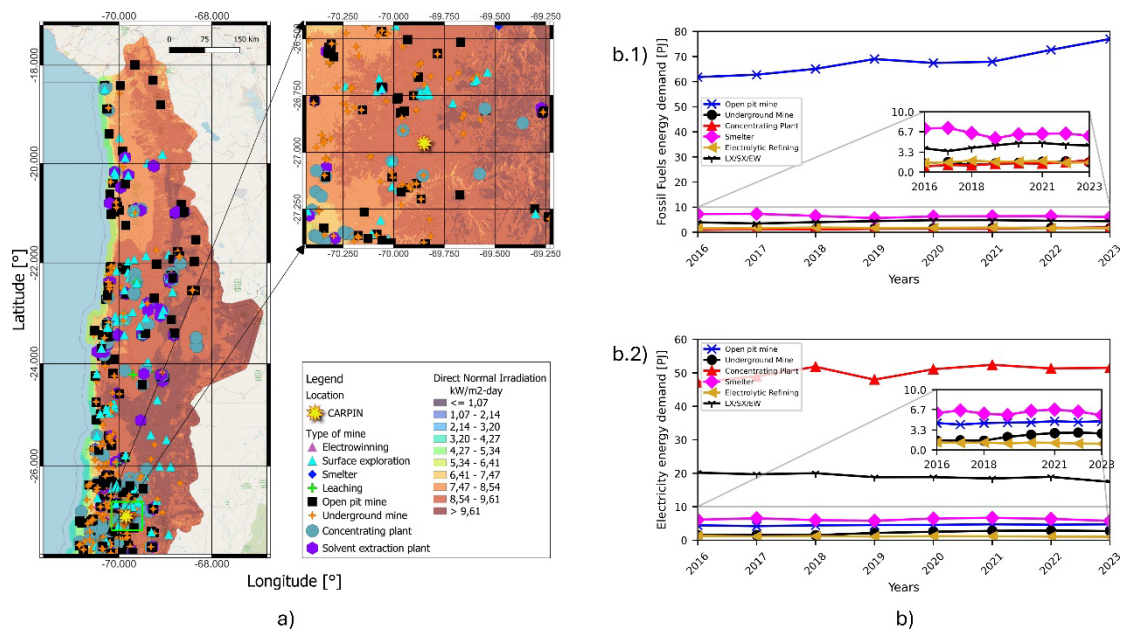 -70.000 -68.000
0 75 150 km
-18.000
-20.000
-22.000
-24.000
-26.000
Latitude [°]
-70.000 -68.000
Longitude [°]
a)
-70.250 -70.000 -69.750 -69.500 -69.250
-26.500
-26.750
-27.000
-27.250
-70.250 -70.000 -69.750 -69.500 -69.250
Legend
Location
CARPIN
Type of mine
Electrowinning
Surface exploration
Smelter
Leaching
Open pit mine
Underground mine
Concentrating plant
Solvent extraction plant
Direct Normal Irradiation
kW/m2-day
<= 1,07
1,07 - 2,14
2,14 - 3,20
3,20 - 4,27
4,27 - 5,34
5,34 - 6,41
6,41 - 7,47
7,47 - 8,54
8,54 - 9,61
> 9,61
b.1)
Fossil Fuels energy demand [PJ]
80
70
60
50
40
30
20
10
0
Open pit mine
Underground Mine
Concentrating Plant
Smelter
Electrolytic Refining
LX/SX/EW
10.0
6.7
3.3
0.0
2016 2018 2021 2023
2016 2017 2018 2019 2020 2021 2022 2023
Years
b.2)
Electricity energy demand [PJ]
60
50
40
30
20
10
0
Open pit mine
Underground Mine
Concentrating Plant
Smelter
Electrolytic Refining
LX/SX/EW
10.0
6.7
3.3
0.0
2016 2018 2021 2023
2016 2017 2018 2019 2020 2021 2022 2023
Years
b)